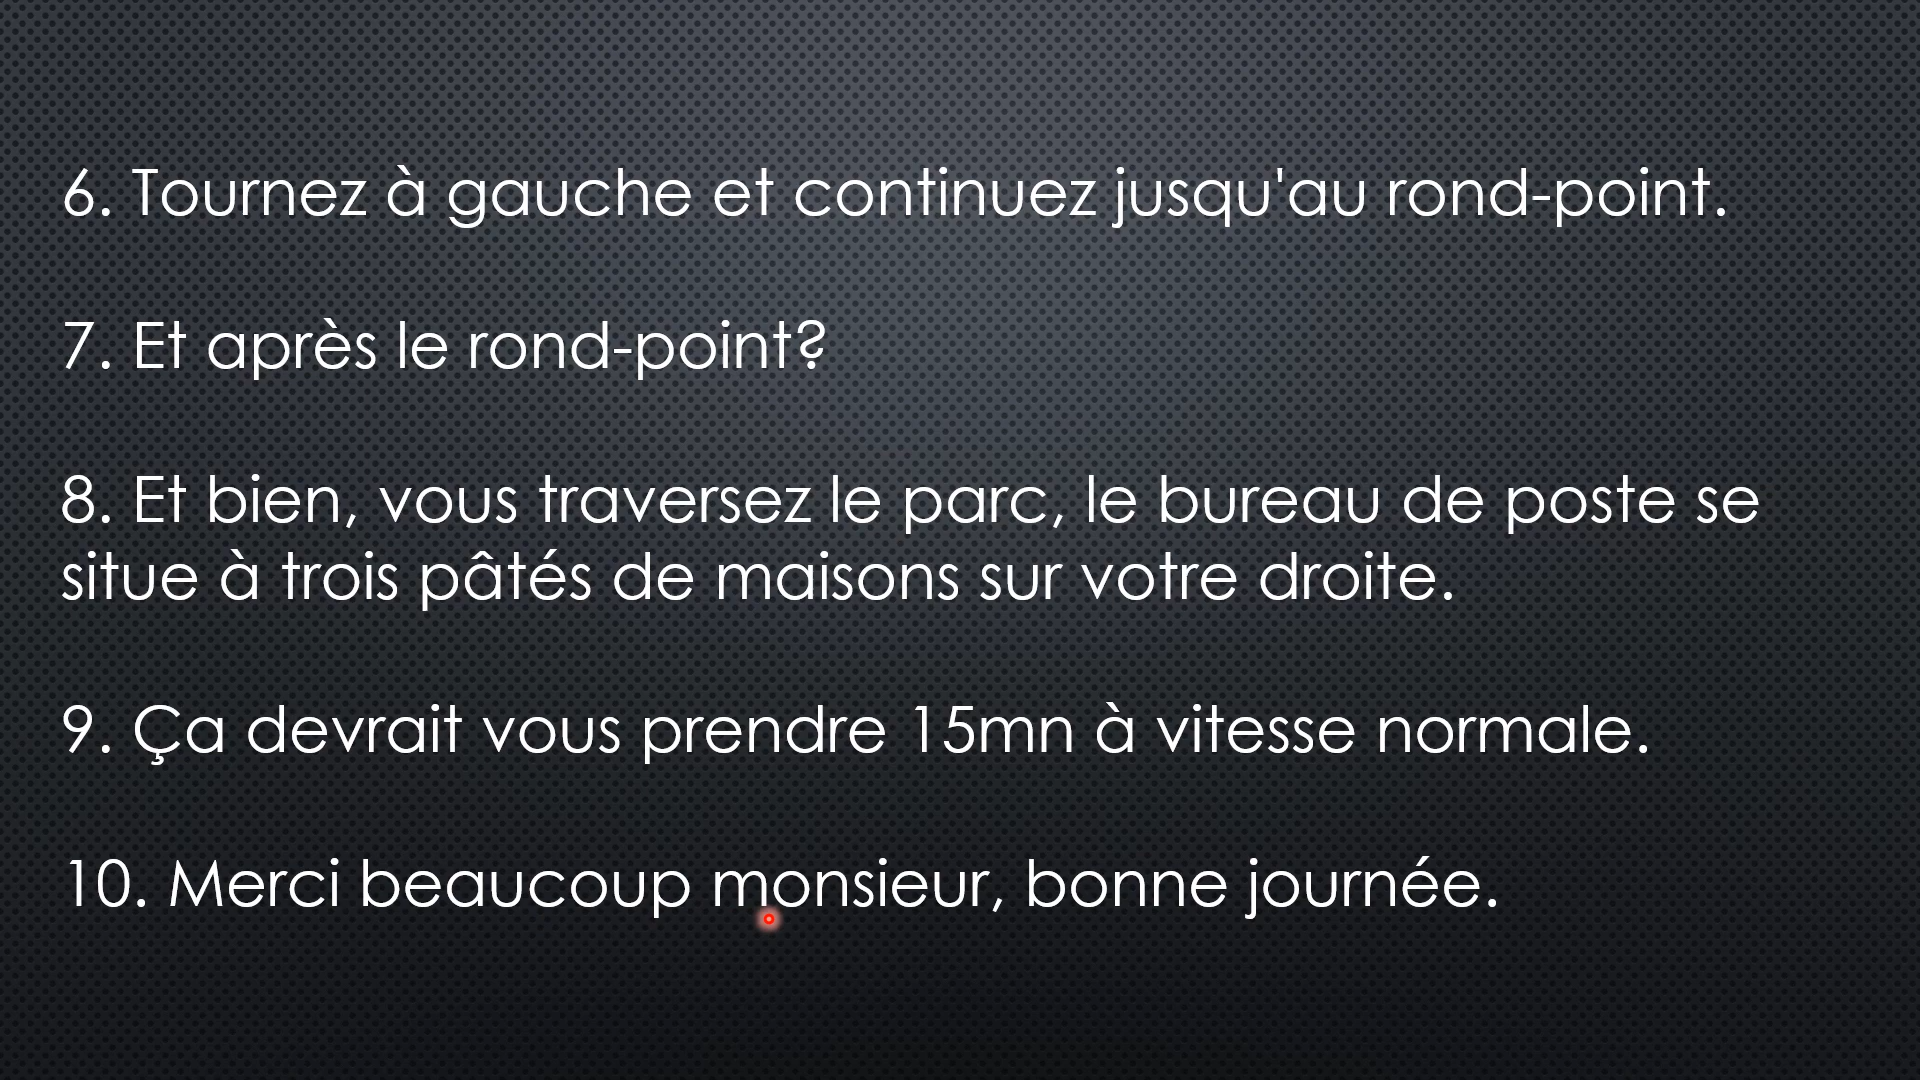 6. Tournez à gauche et continuez jusqu'au rond-point.
7. Et après le rond-point?
8. Et bien, vous traversez le parc, le bureau de poste se
situe à trois pâtés de maisons sur votre droite.
9. Ça devrait vous prendre 15mn à vitesse normale.
10. Merci beaucoup monsieur, bonne journée.